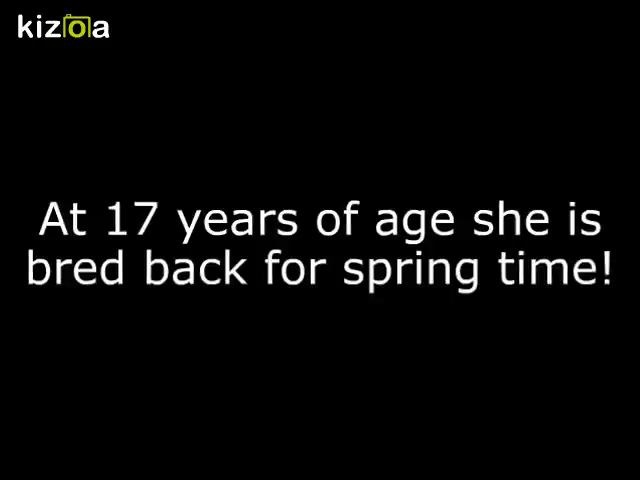 kizoa
At 17 years of age she is
bred back for spring time!